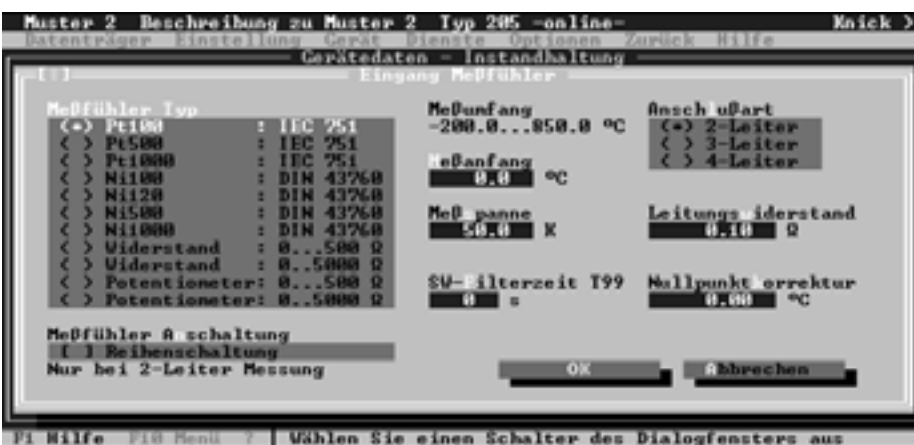 Muster 2 Beschreibung zu Muster 2 Typ 205 -online- Knick >
Datenträger Einstellung Gerät Dienste Optionen Zurück Hilfe
Gerätedaten - Instandhaltung
Eingang Meßfühler
Meßfühler Typ
(•) Pt100 : IEC 751
( ) Pt500 : IEC 751
( ) Pt1000 : IEC 751
( ) Ni100 : DIN 43760
( ) Ni120 : DIN 43760
( ) Ni500 : DIN 43760
( ) Ni1000 : DIN 43760
( ) Widerstand : 0...500 Ω
( ) Widerstand : 0..5000 Ω
( ) Potentiometer: 0...500 Ω
( ) Potentiometer: 0..5000 Ω
Meßfühler Anschaltung
[ ] Reihenschaltung
Nur bei 2-Leiter Messung
Meßumfang
-200.0...850.0 ºC
Meßanfang
0.0 ºC
Meßspanne
50.0 K
SW-Filterzeit T99
0 s
Anschlußart
(•) 2-Leiter
( ) 3-Leiter
( ) 4-Leiter
Leitungswiderstand
0.10 Ω
Nullpunktkorrektur
0.00 ºC
OK
Abbrechen
F1 Hilfe F10 Menü ? | Wählen Sie einen Schalter des Dialogfensters aus